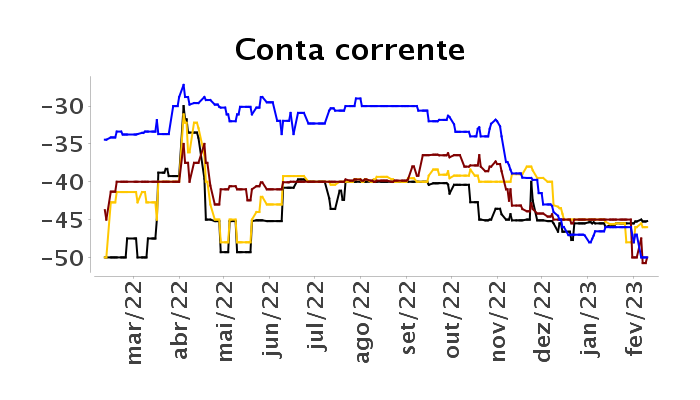 Conta corrente
−30
−35
−40
−45
−50
mar/22
abr/22
mai/22
jun/22
jul/22
ago/22
set/22
out/22
nov/22
dez/22
jan/23
fev/23